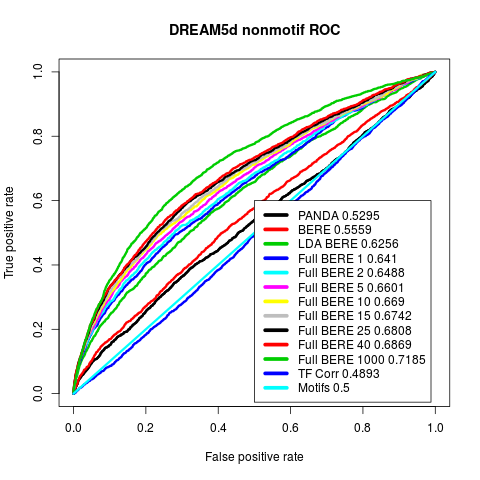 DREAM5d nonmotif ROC
True positive rate
1.0
0.8
0.6
0.4
0.2
0.0
PANDA 0.5295
BERE 0.5559
LDA BERE 0.6256
Full BERE 1 0.641
Full BERE 2 0.6488
Full BERE 5 0.6601
Full BERE 10 0.669
Full BERE 15 0.6742
Full BERE 25 0.6808
Full BERE 40 0.6869
Full BERE 1000 0.7185
TF Corr 0.4893
Motifs 0.5
0.0 0.2 0.4 0.6 0.8 1.0
False positive rate